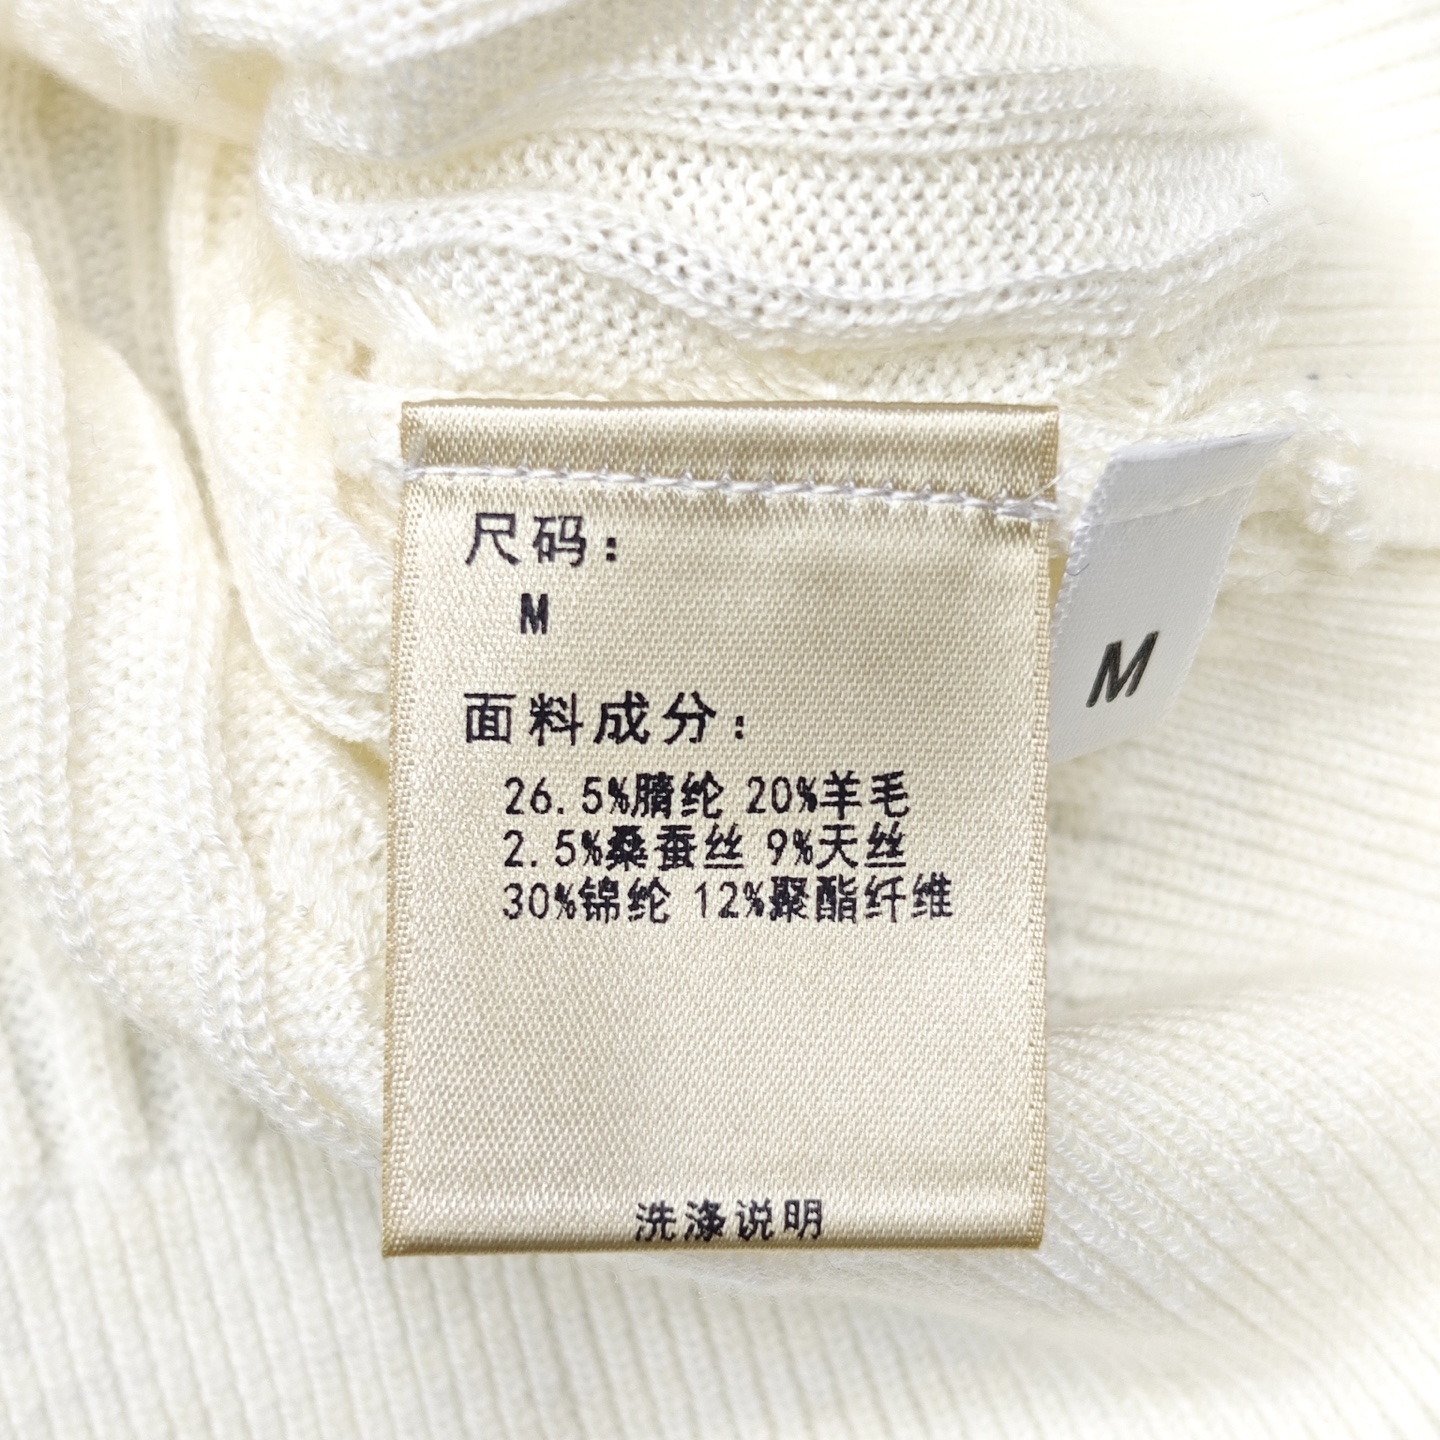 尺码：
M
面料成分：
26.5%腈纶 20%羊毛
2.5%桑蚕丝 9%天丝
30%锦纶 12%聚酯纤维
洗涤说明
M